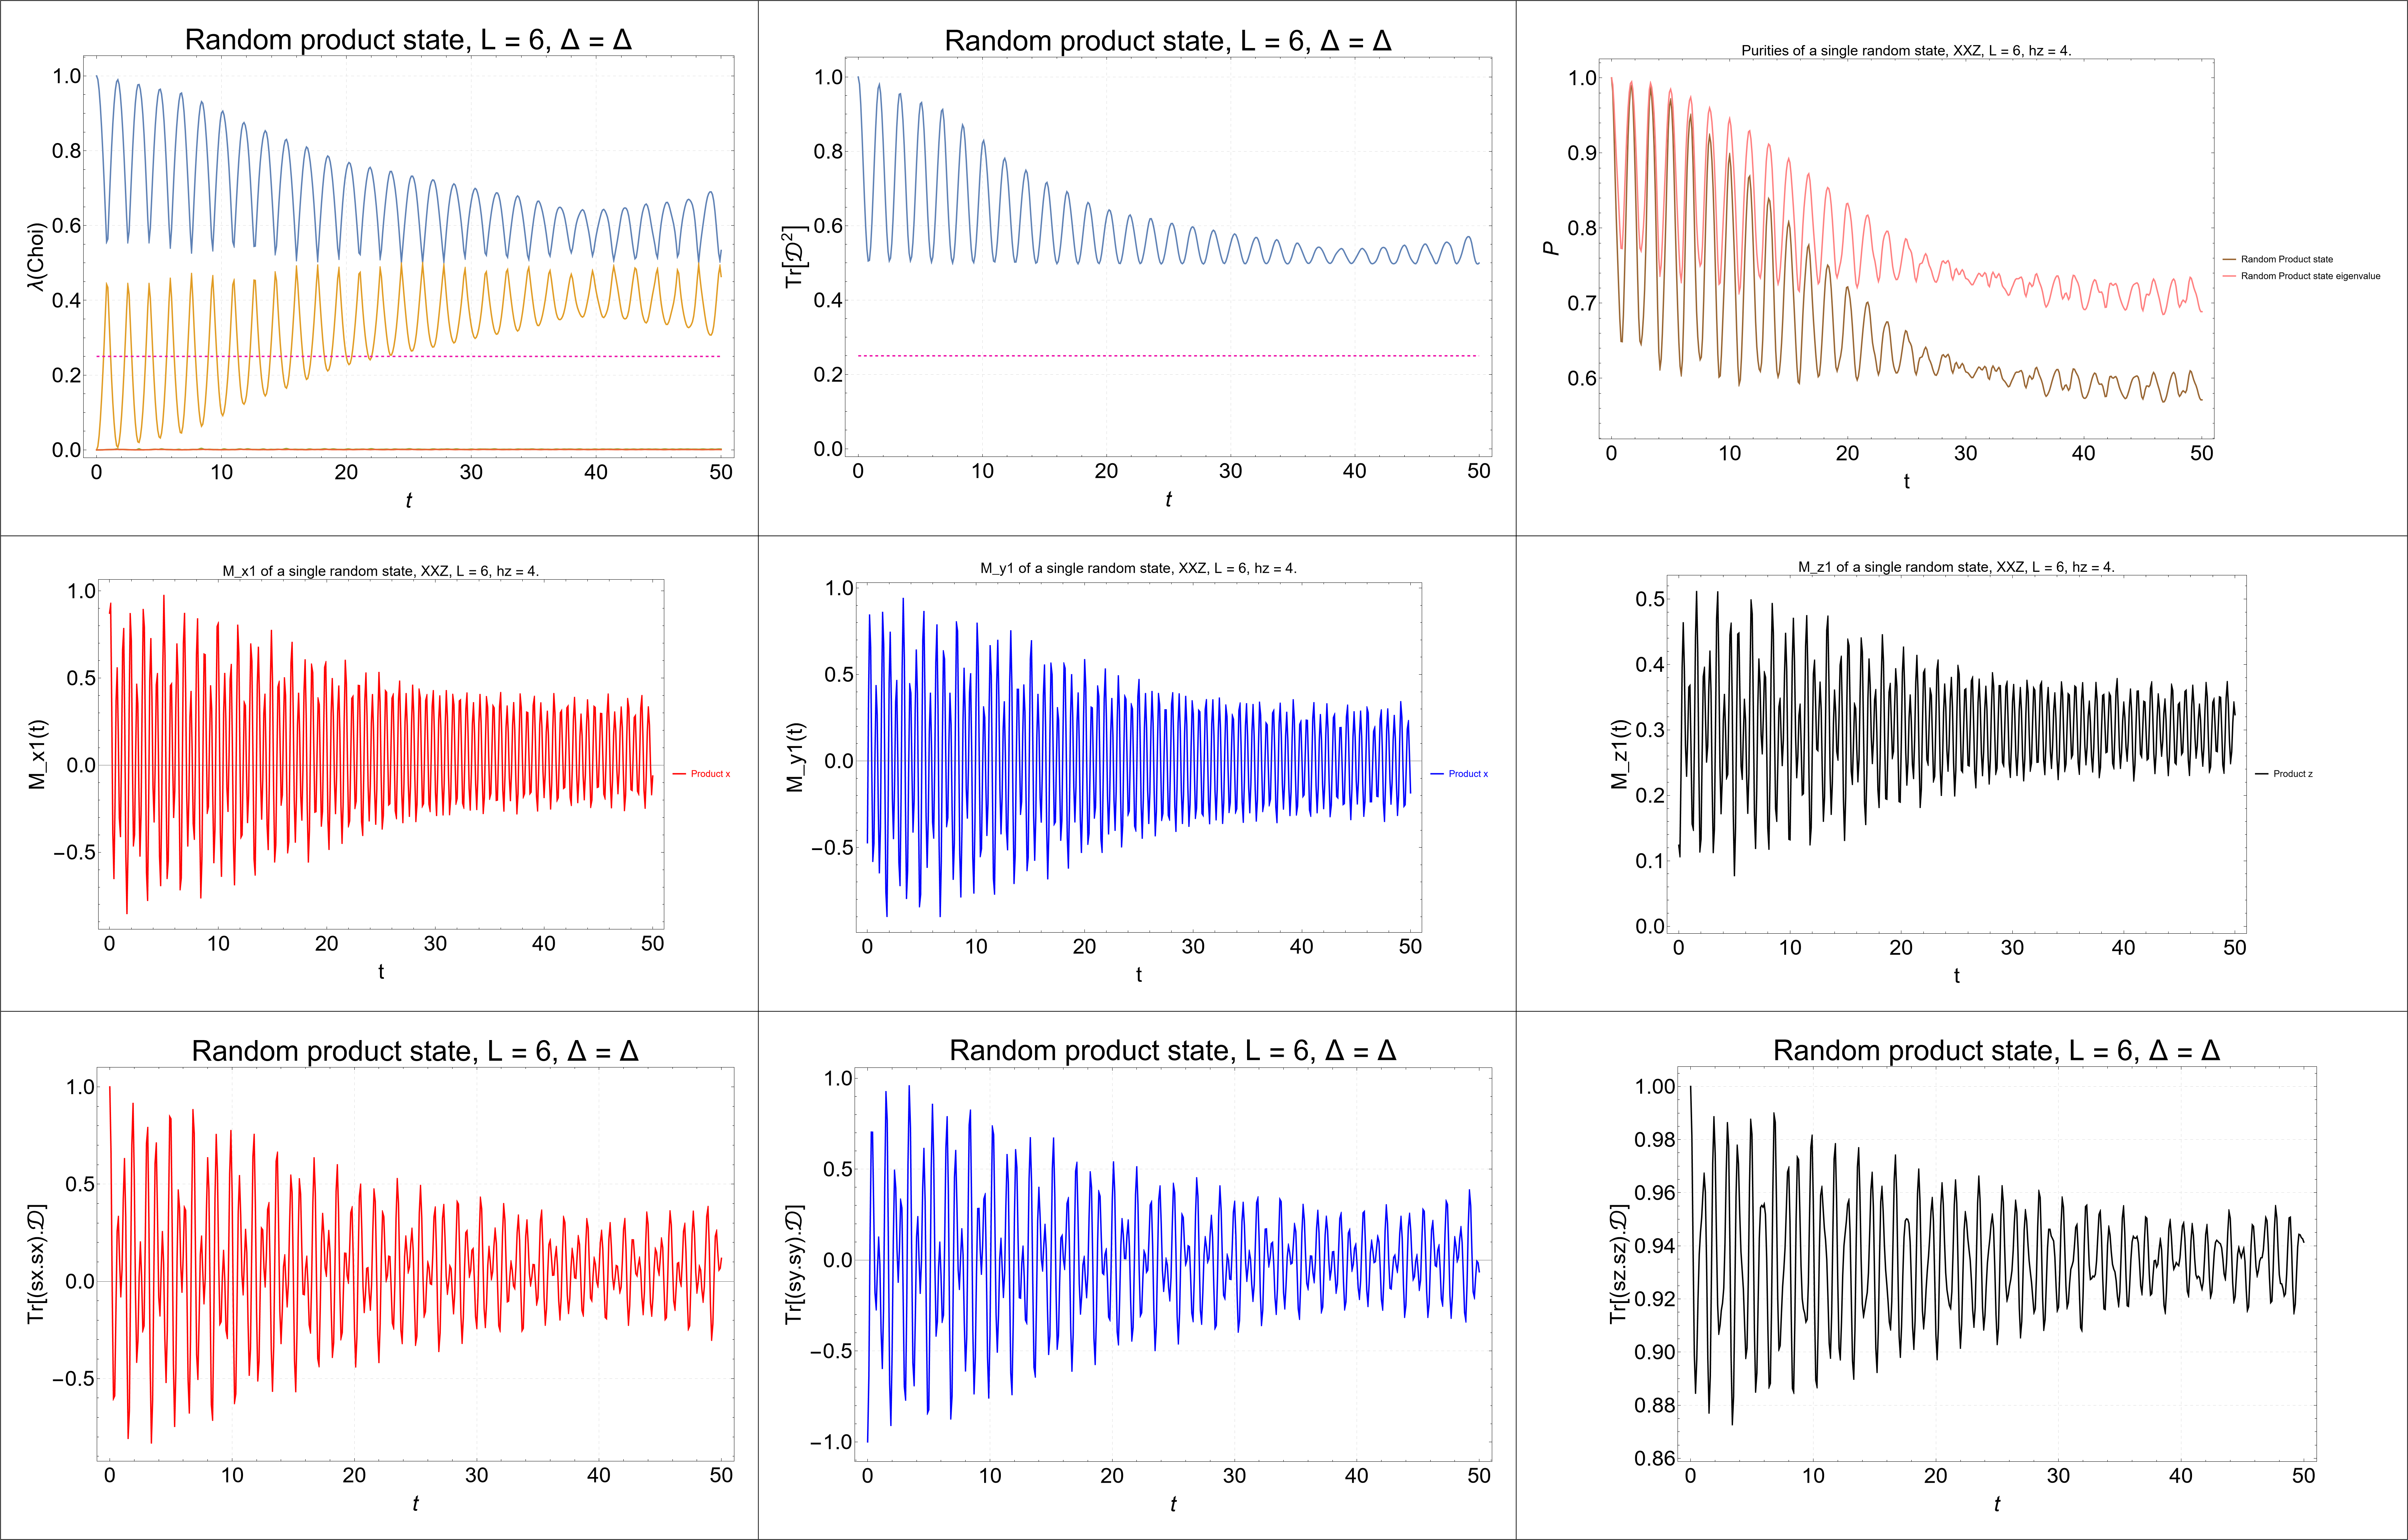 Random product state, L = 6, Δ = Δ
λ(Choi)
1.0
0.8
0.6
0.4
0.2
0.0
0 10 20 30 40 50
t
Random product state, L = 6, Δ = Δ
Tr[𝒟²]
1.0
0.8
0.6
0.4
0.2
0.0
0 10 20 30 40 50
t
Purities of a single random state, XXZ, L = 6, hz = 4.
P
1.0
0.9
0.8
0.7
0.6
0 10 20 30 40 50
t
Random Product state
Random Product state eigenvalue
M_x1 of a single random state, XXZ, L = 6, hz = 4.
M_x1(t)
1.0
0.5
0.0
−0.5
0 10 20 30 40 50
t
Product x
M_y1 of a single random state, XXZ, L = 6, hz = 4.
M_y1(t)
1.0
0.5
0.0
−0.5
0 10 20 30 40 50
t
Product x
M_z1 of a single random state, XXZ, L = 6, hz = 4.
M_z1(t)
0.5
0.4
0.3
0.2
0.1
0.0
0 10 20 30 40 50
t
Product z
Random product state, L = 6, Δ = Δ
Tr[(sx.sx).𝒟]
1.0
0.5
0.0
−0.5
0 10 20 30 40 50
t
Random product state, L = 6, Δ = Δ
Tr[(sy.sy).𝒟]
1.0
0.5
0.0
−0.5
−1.0
0 10 20 30 40 50
t
Random product state, L = 6, Δ = Δ
Tr[(sz.sz).𝒟]
1.00
0.98
0.96
0.94
0.92
0.90
0.88
0.86
0 10 20 30 40 50
t